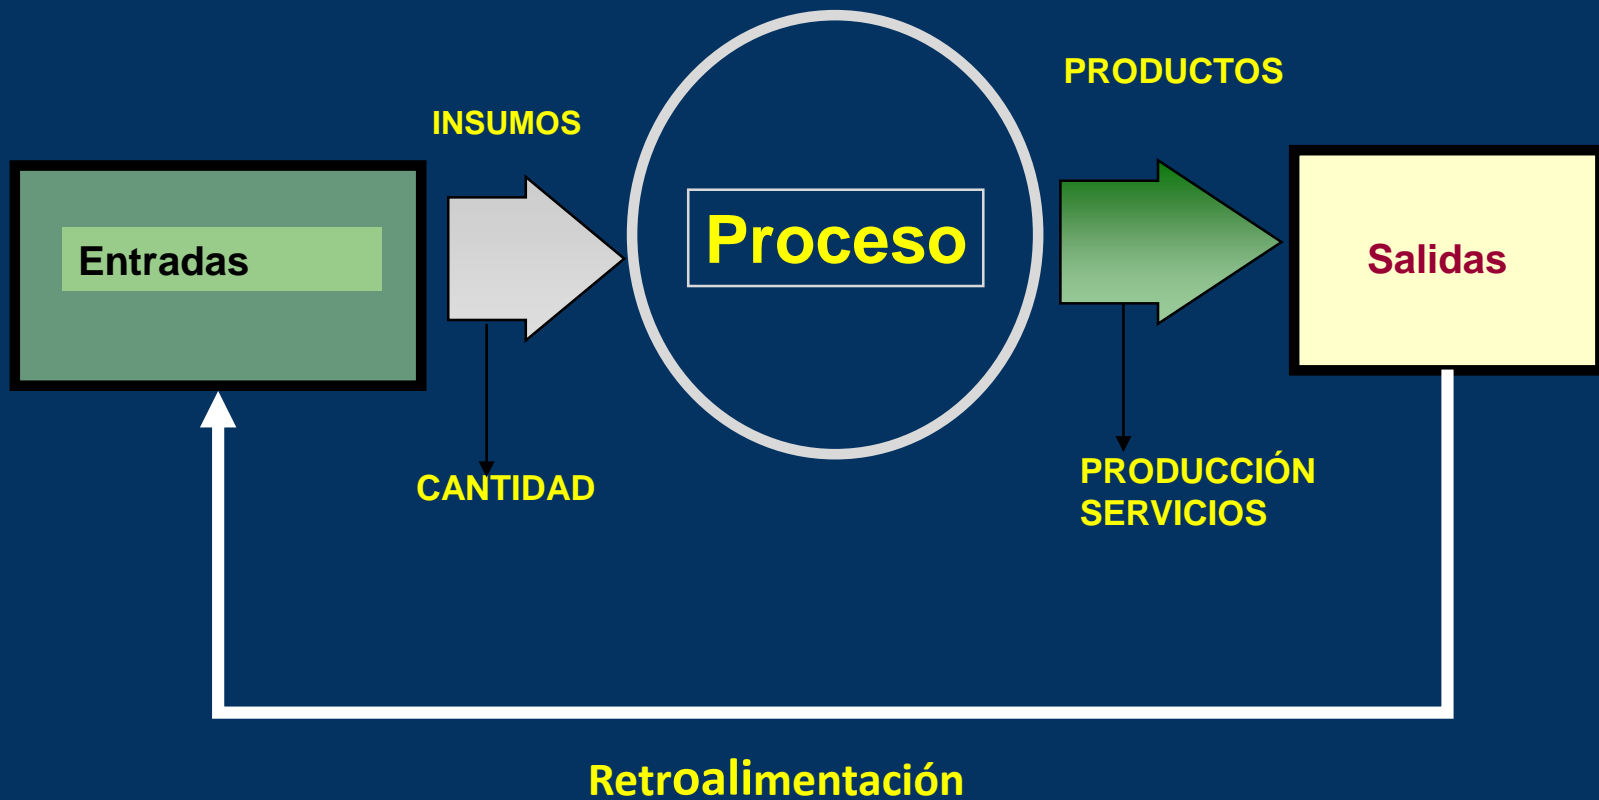 PRODUCTOS
INSUMOS
Entradas
Proceso
Salidas
CANTIDAD
PRODUCCIÓN
SERVICIOS
Retroalimentación